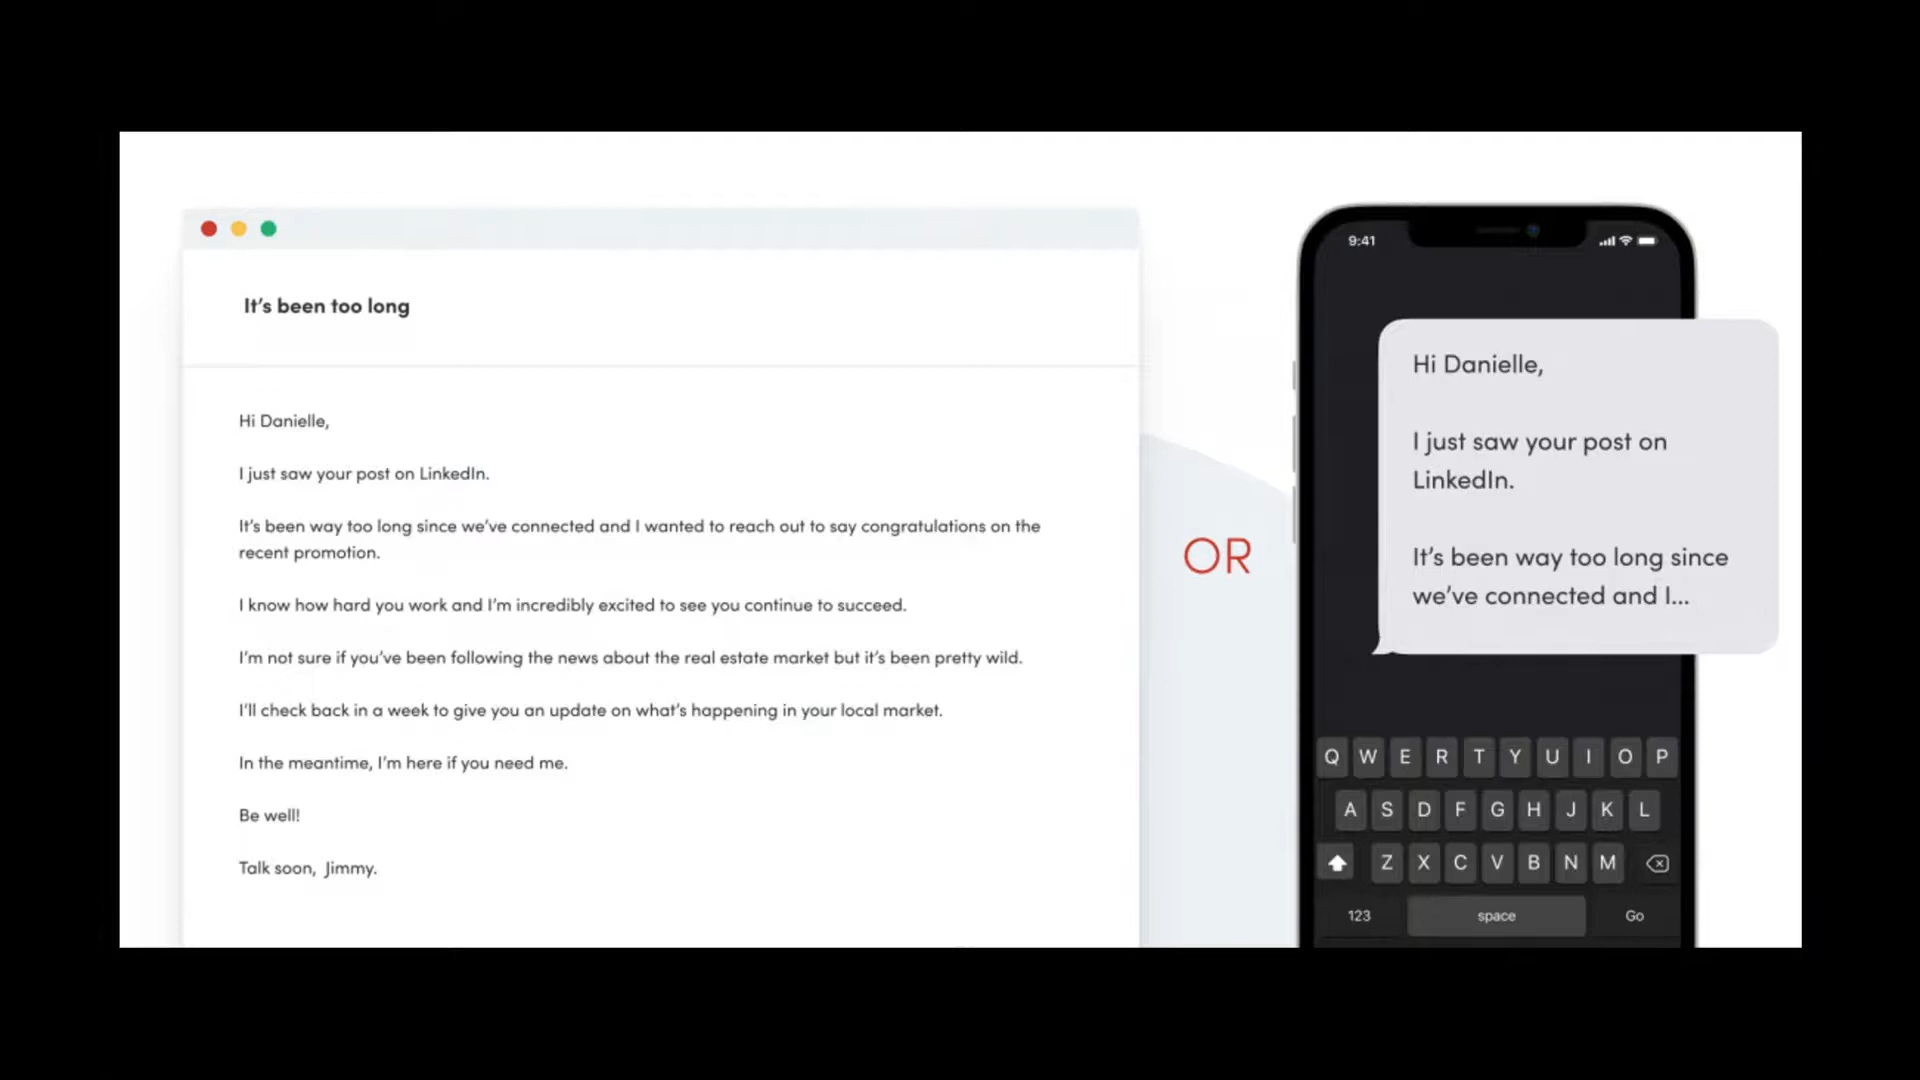 It's been too long
Hi Danielle,
I just saw your post on LinkedIn.
It's been way too long since we've connected and I wanted to reach out to say congratulations on the
recent promotion.
I know how hard you work and I'm incredibly excited to see you continue to succeed.
I'm not sure if you've been following the news about the real estate market but it's been pretty wild.
I'll check back in a week to give you an update on what's happening in your local market.
In the meantime, I'm here if you need me.
Be well!
Talk soon, Jimmy.
OR
9:41
Hi Danielle,
I just saw your post on
LinkedIn.
It's been way too long since
we've connected and I...
Q W E R T Y U I O P
A S D F G H J K L
Z X C V B N M
123 space Go